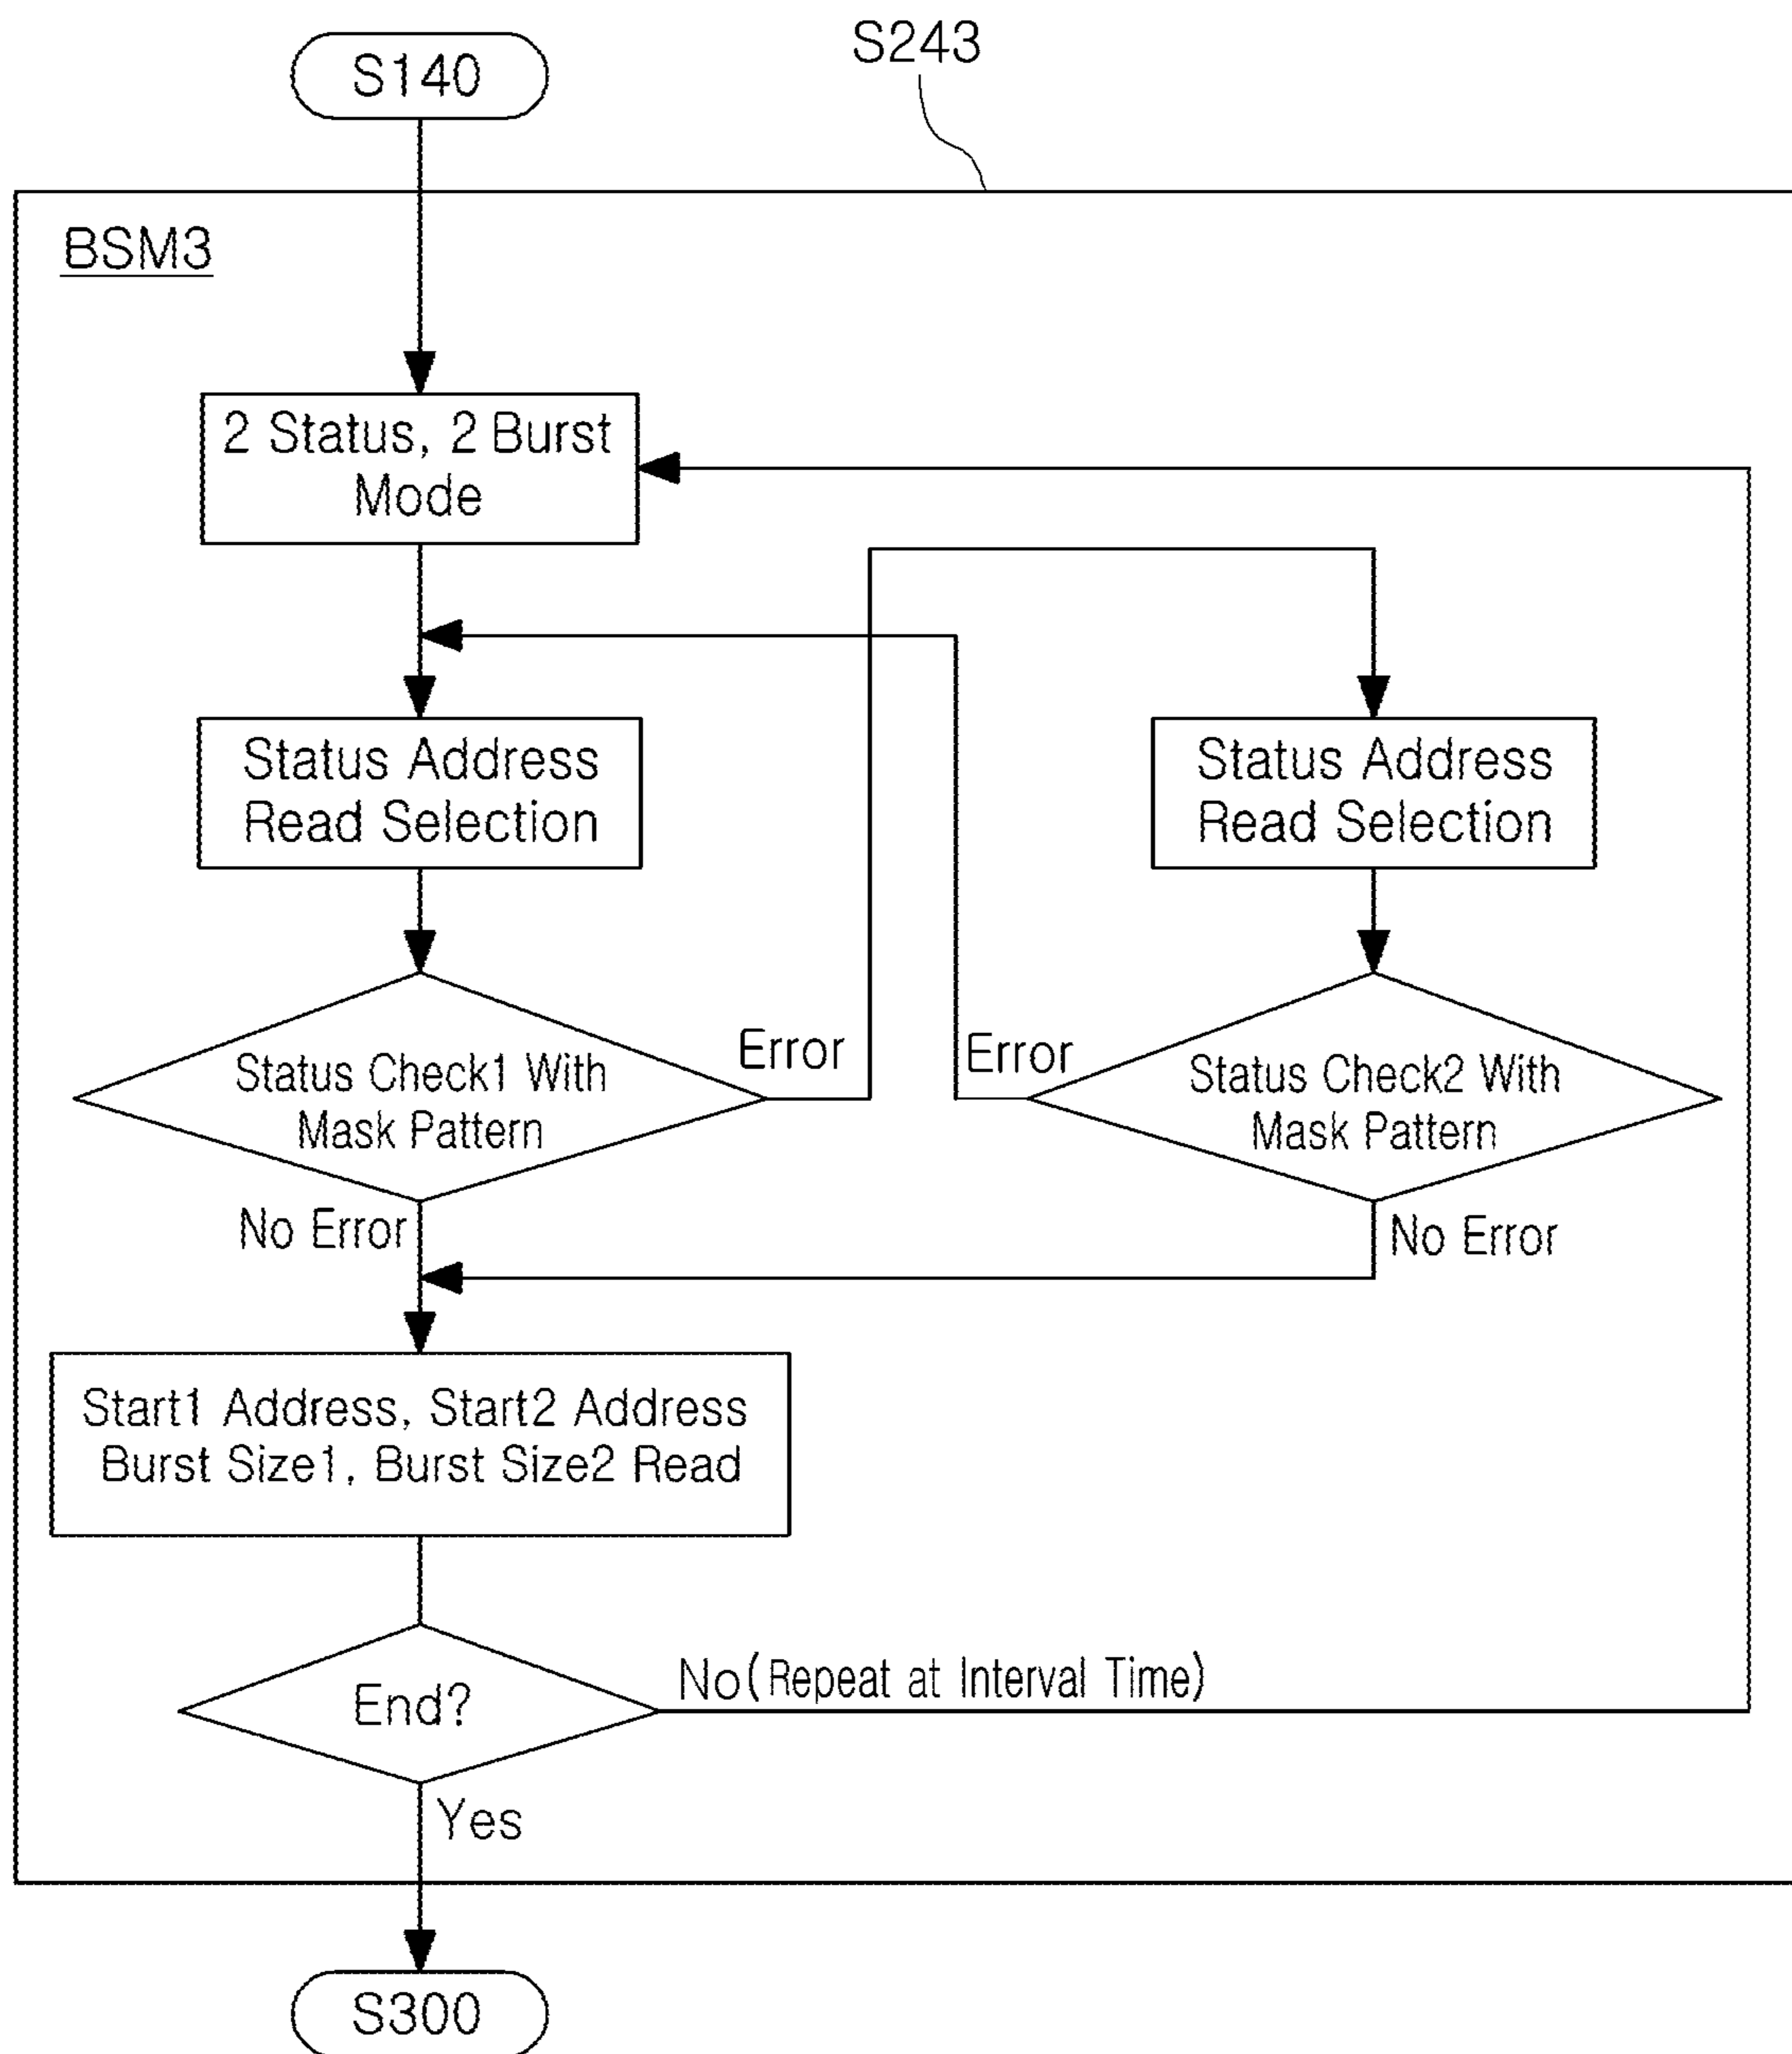 S140
S243
BSM3
2 Status, 2 Burst
Mode
Status Address
Read Selection
Status Address
Read Selection
Status Check1 With
Mask Pattern
Error
Error
Status Check2 With
Mask Pattern
No Error
No Error
Start1 Address, Start2 Address
Burst Size1, Burst Size2 Read
End?
No(Repeat at Interval Time)
Yes
S300